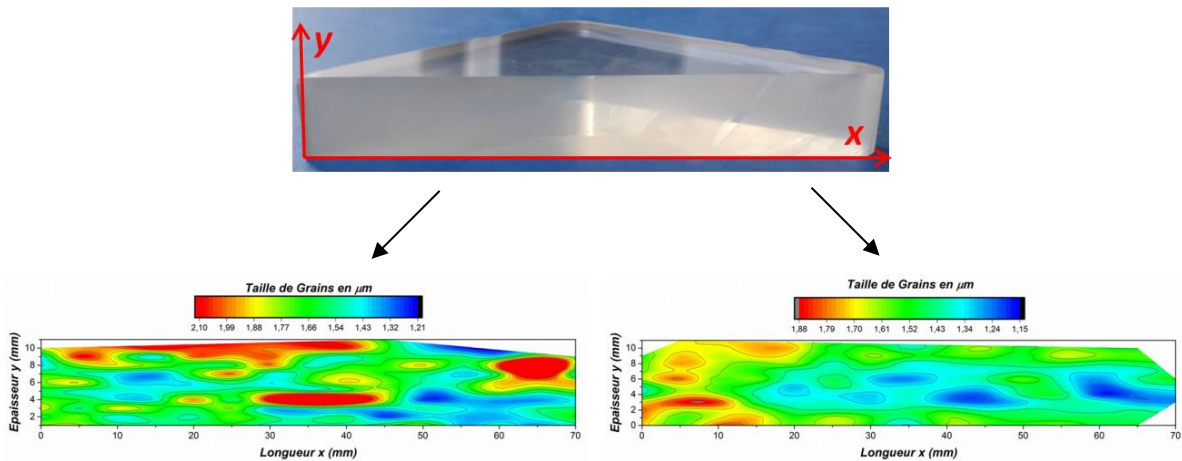 y
x
Taille de Grains en μm
2,10 1,99 1,88 1,77 1,66 1,54 1,43 1,32 1,21
Epaisseur y (mm)
10
8
6
4
2
0 10 20 30 40 50 60 70
Longueur x (mm)
Taille de Grains en μm
1,88 1,79 1,70 1,61 1,52 1,43 1,34 1,24 1,15
Epaisseur y (mm)
10
8
6
4
2
0
0 10 20 30 40 50 60 70
Longueur x (mm)